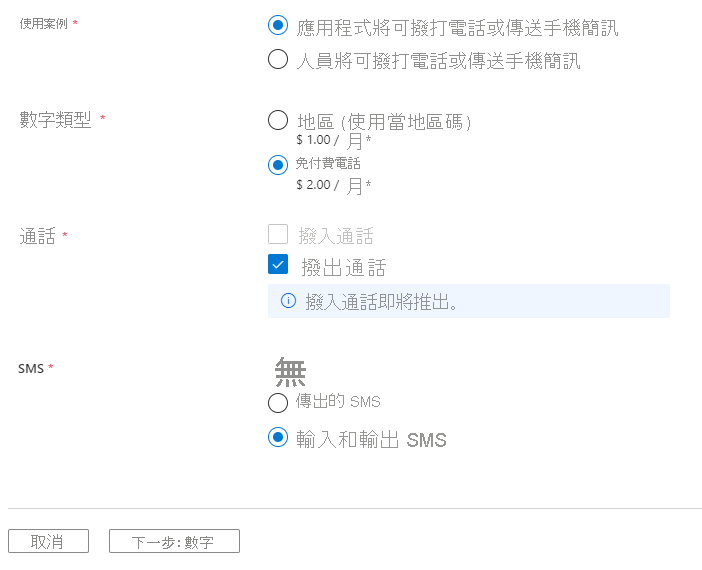 使用案例 *
應用程式將可撥打電話或傳送手機簡訊
人員將可撥打電話或傳送手機簡訊
數字類型 *
地區 (使用當地區碼)
$ 1.00 / 月*
免付費電話
$ 2.00 / 月*
通話 *
撥入通話
撥出通話
撥入通話即將推出。
SMS *
無
傳出的 SMS
輸入和輸出 SMS
取消
下一步: 數字